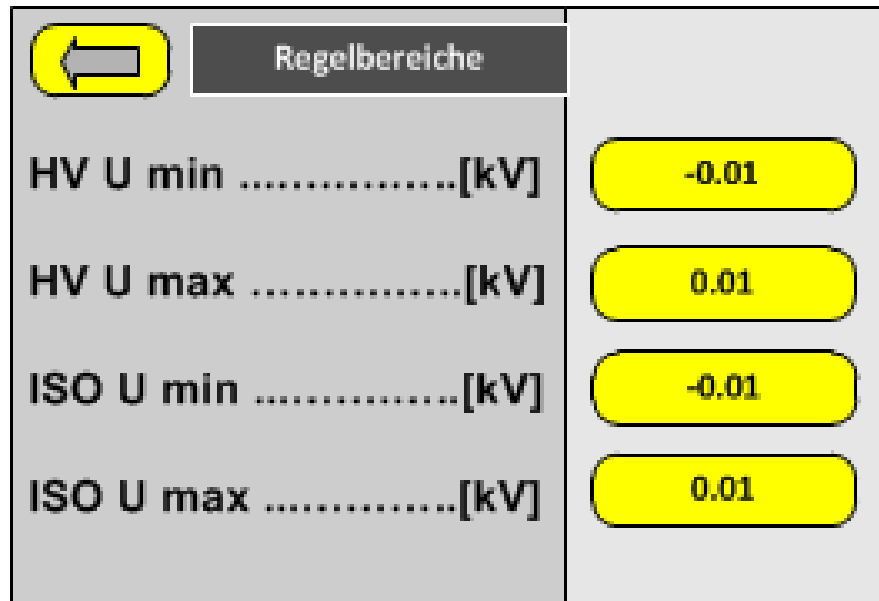 Regelbereiche
HV U min ................[kV] -0.01
HV U max ................[kV] 0.01
ISO U min ...............[kV] -0.01
ISO U max ..............[kV] 0.01